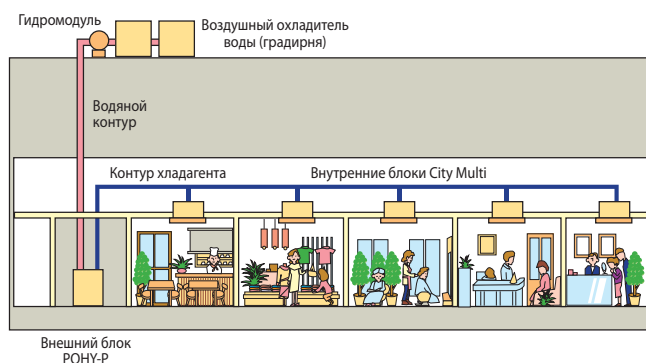 Гидромодуль
Воздушный охладитель
воды (градирня)
Водяной
контур
Контур хладагента
Внутренние блоки City Multi
Внешний блок
PQHY-P